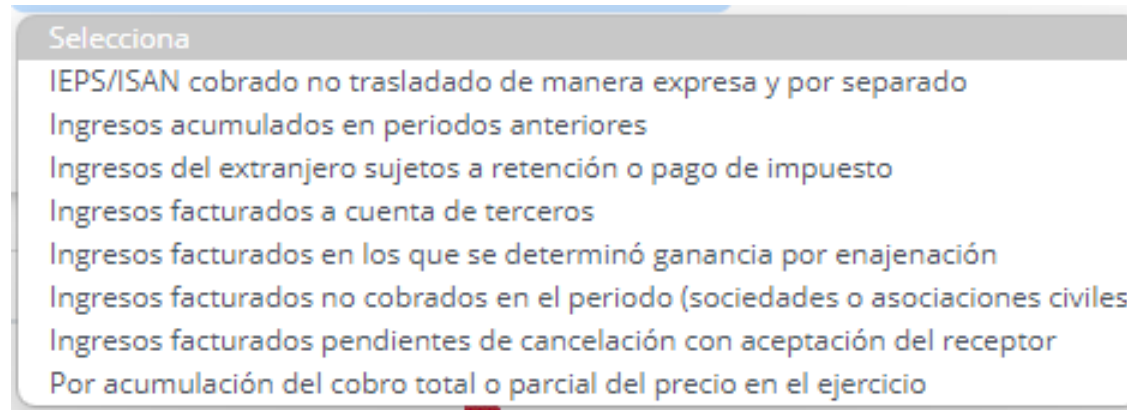 Selecciona
IEPS/ISAN cobrado no trasladado de manera expresa y por separado
Ingresos acumulados en periodos anteriores
Ingresos del extranjero sujetos a retención o pago de impuesto
Ingresos facturados a cuenta de terceros
Ingresos facturados en los que se determinó ganancia por enajenación
Ingresos facturados no cobrados en el periodo (sociedades o asociaciones civiles
Ingresos facturados pendientes de cancelación con aceptación del receptor
Por acumulación del cobro total o parcial del precio en el ejercicio